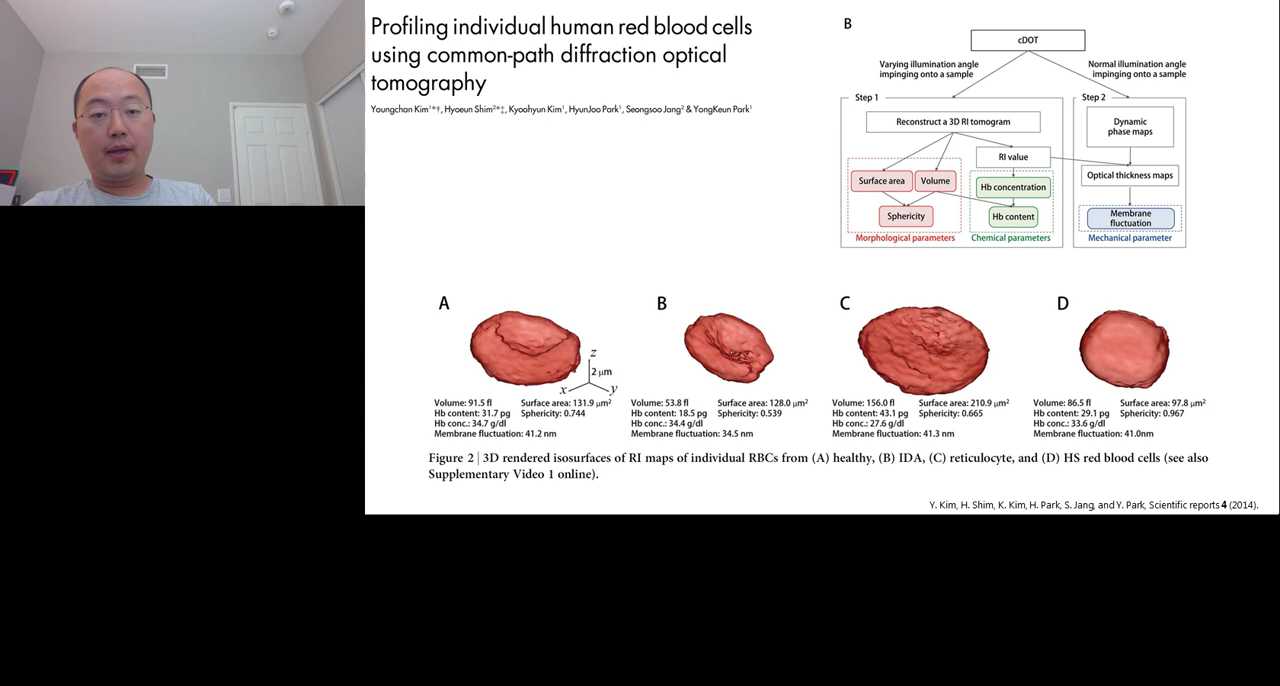 Profiling individual human red blood cells
using common-path diffraction optical
tomography
Youngchan Kim¹*†, Hyoeun Shim²*‡, Kyoohyun Kim¹, HyunJoo Park¹, Seongsoo Jang² & YongKeun Park¹
B
cDOT
Varying illumination angle
impinging onto a sample
Normal illumination angle
impinging onto a sample
Step 1
Reconstruct a 3D RI tomogram
RI value
Surface area
Volume
Hb concentration
Sphericity
Hb content
Morphological parameters
Chemical parameters
Step 2
Dynamic
phase maps
Optical thickness maps
Membrane
fluctuation
Mechanical parameter
A
z
2 μm
x
y
Volume: 91.5 fl Surface area: 131.9 μm²
Hb content: 31.7 pg Sphericity: 0.744
Hb conc.: 34.7 g/dl
Membrane fluctuation: 41.2 nm
B
Volume: 53.8 fl Surface area: 128.0 μm²
Hb content: 18.5 pg Sphericity: 0.539
Hb conc.: 34.4 g/dl
Membrane fluctuation: 34.5 nm
C
Volume: 156.0 fl Surface area: 210.9 μm²
Hb content: 43.1 pg Sphericity: 0.665
Hb conc.: 27.6 g/dl
Membrane fluctuation: 41.3 nm
D
Volume: 86.5 fl Surface area: 97.8 μm²
Hb content: 29.1 pg Sphericity: 0.967
Hb conc.: 33.6 g/dl
Membrane fluctuation: 41.0nm
Figure 2 | 3D rendered isosurfaces of RI maps of individual RBCs from (A) healthy, (B) IDA, (C) reticulocyte, and (D) HS red blood cells (see also
Supplementary Video 1 online).
Y. Kim, H. Shim, K. Kim, H. Park, S. Jang, and Y. Park, Scientific reports 4 (2014).